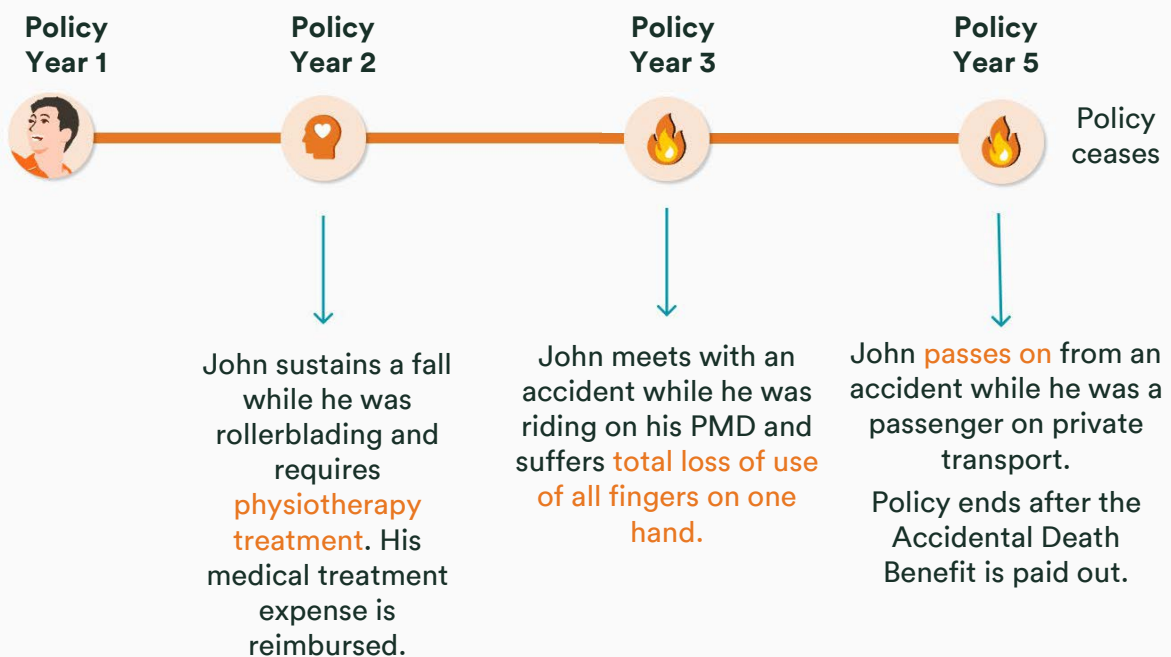 Policy
Year 1
Policy
Year 2
Policy
Year 3
Policy
Year 5
Policy
ceases
John sustains a fall
while he was
rollerblading and
requires
physiotherapy
treatment. His
medical treatment
expense is
reimbursed.
John meets with an
accident while he was
riding on his PMD and
suffers total loss of use
of all fingers on one
hand.
John passes on from an
accident while he was a
passenger on private
transport.
Policy ends after the
Accidental Death
Benefit is paid out.